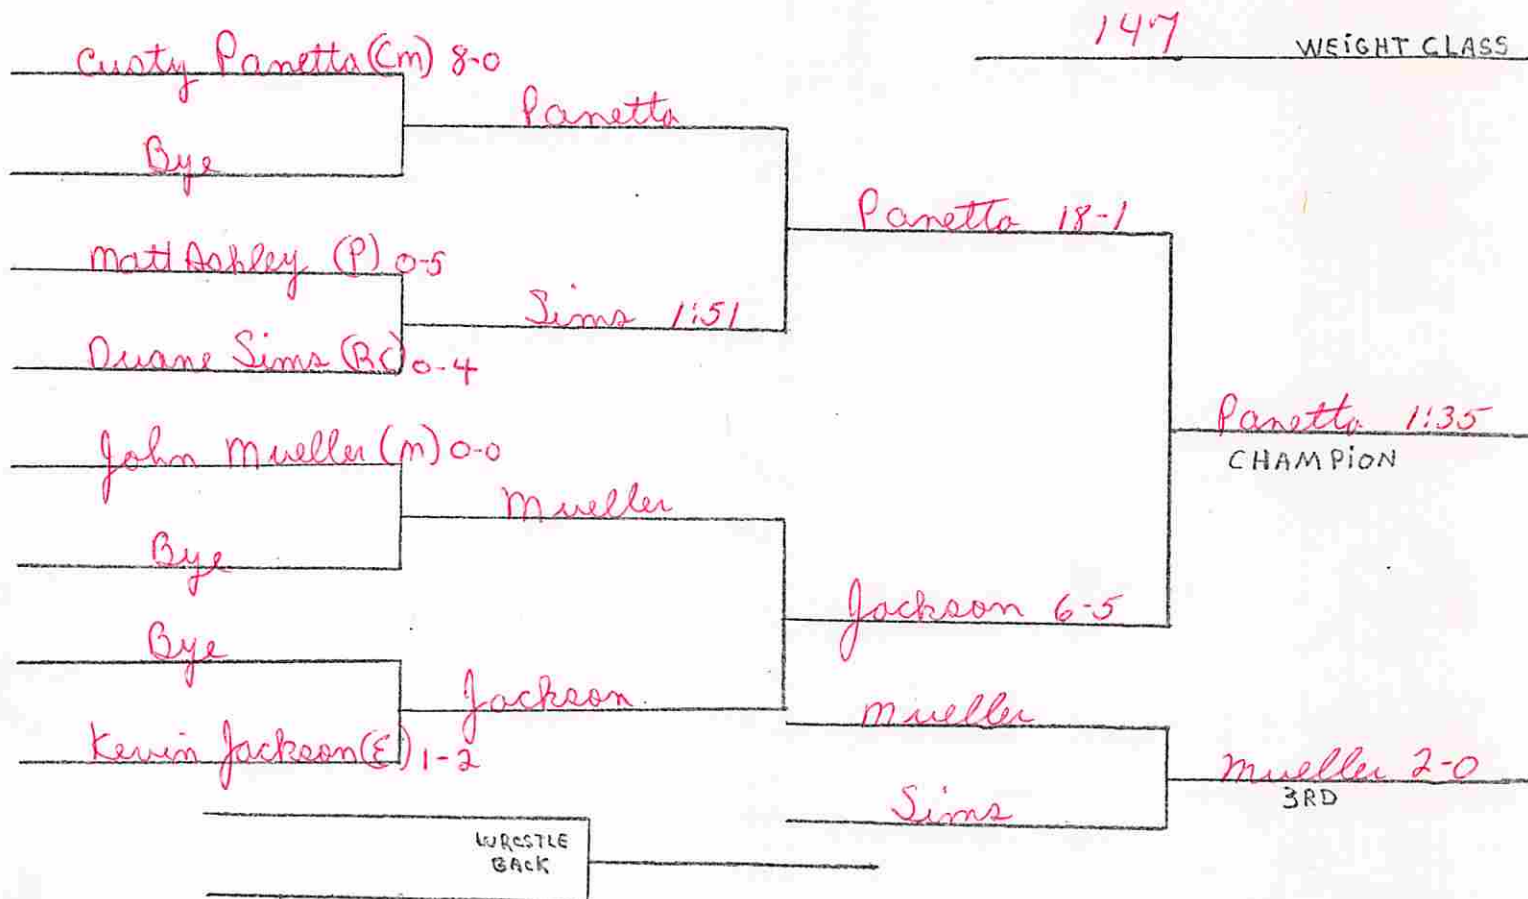 147 WEIGHT CLASS
Custy Panetta (Cm) 8-0
Bye
Matt Ashley (P) 0-5
Duane Sims (RC) 0-4
John Mueller (M) 0-0
Bye
Bye
Kevin Jackson (E) 1-2
Panetta
Sims 1:51
Mueller
Jackson
Panetta 18-1
Jackson 6-5
Panetta 1:35
CHAMPION
Mueller
Sims
Mueller 2-0
3RD
WRESTLE
BACK